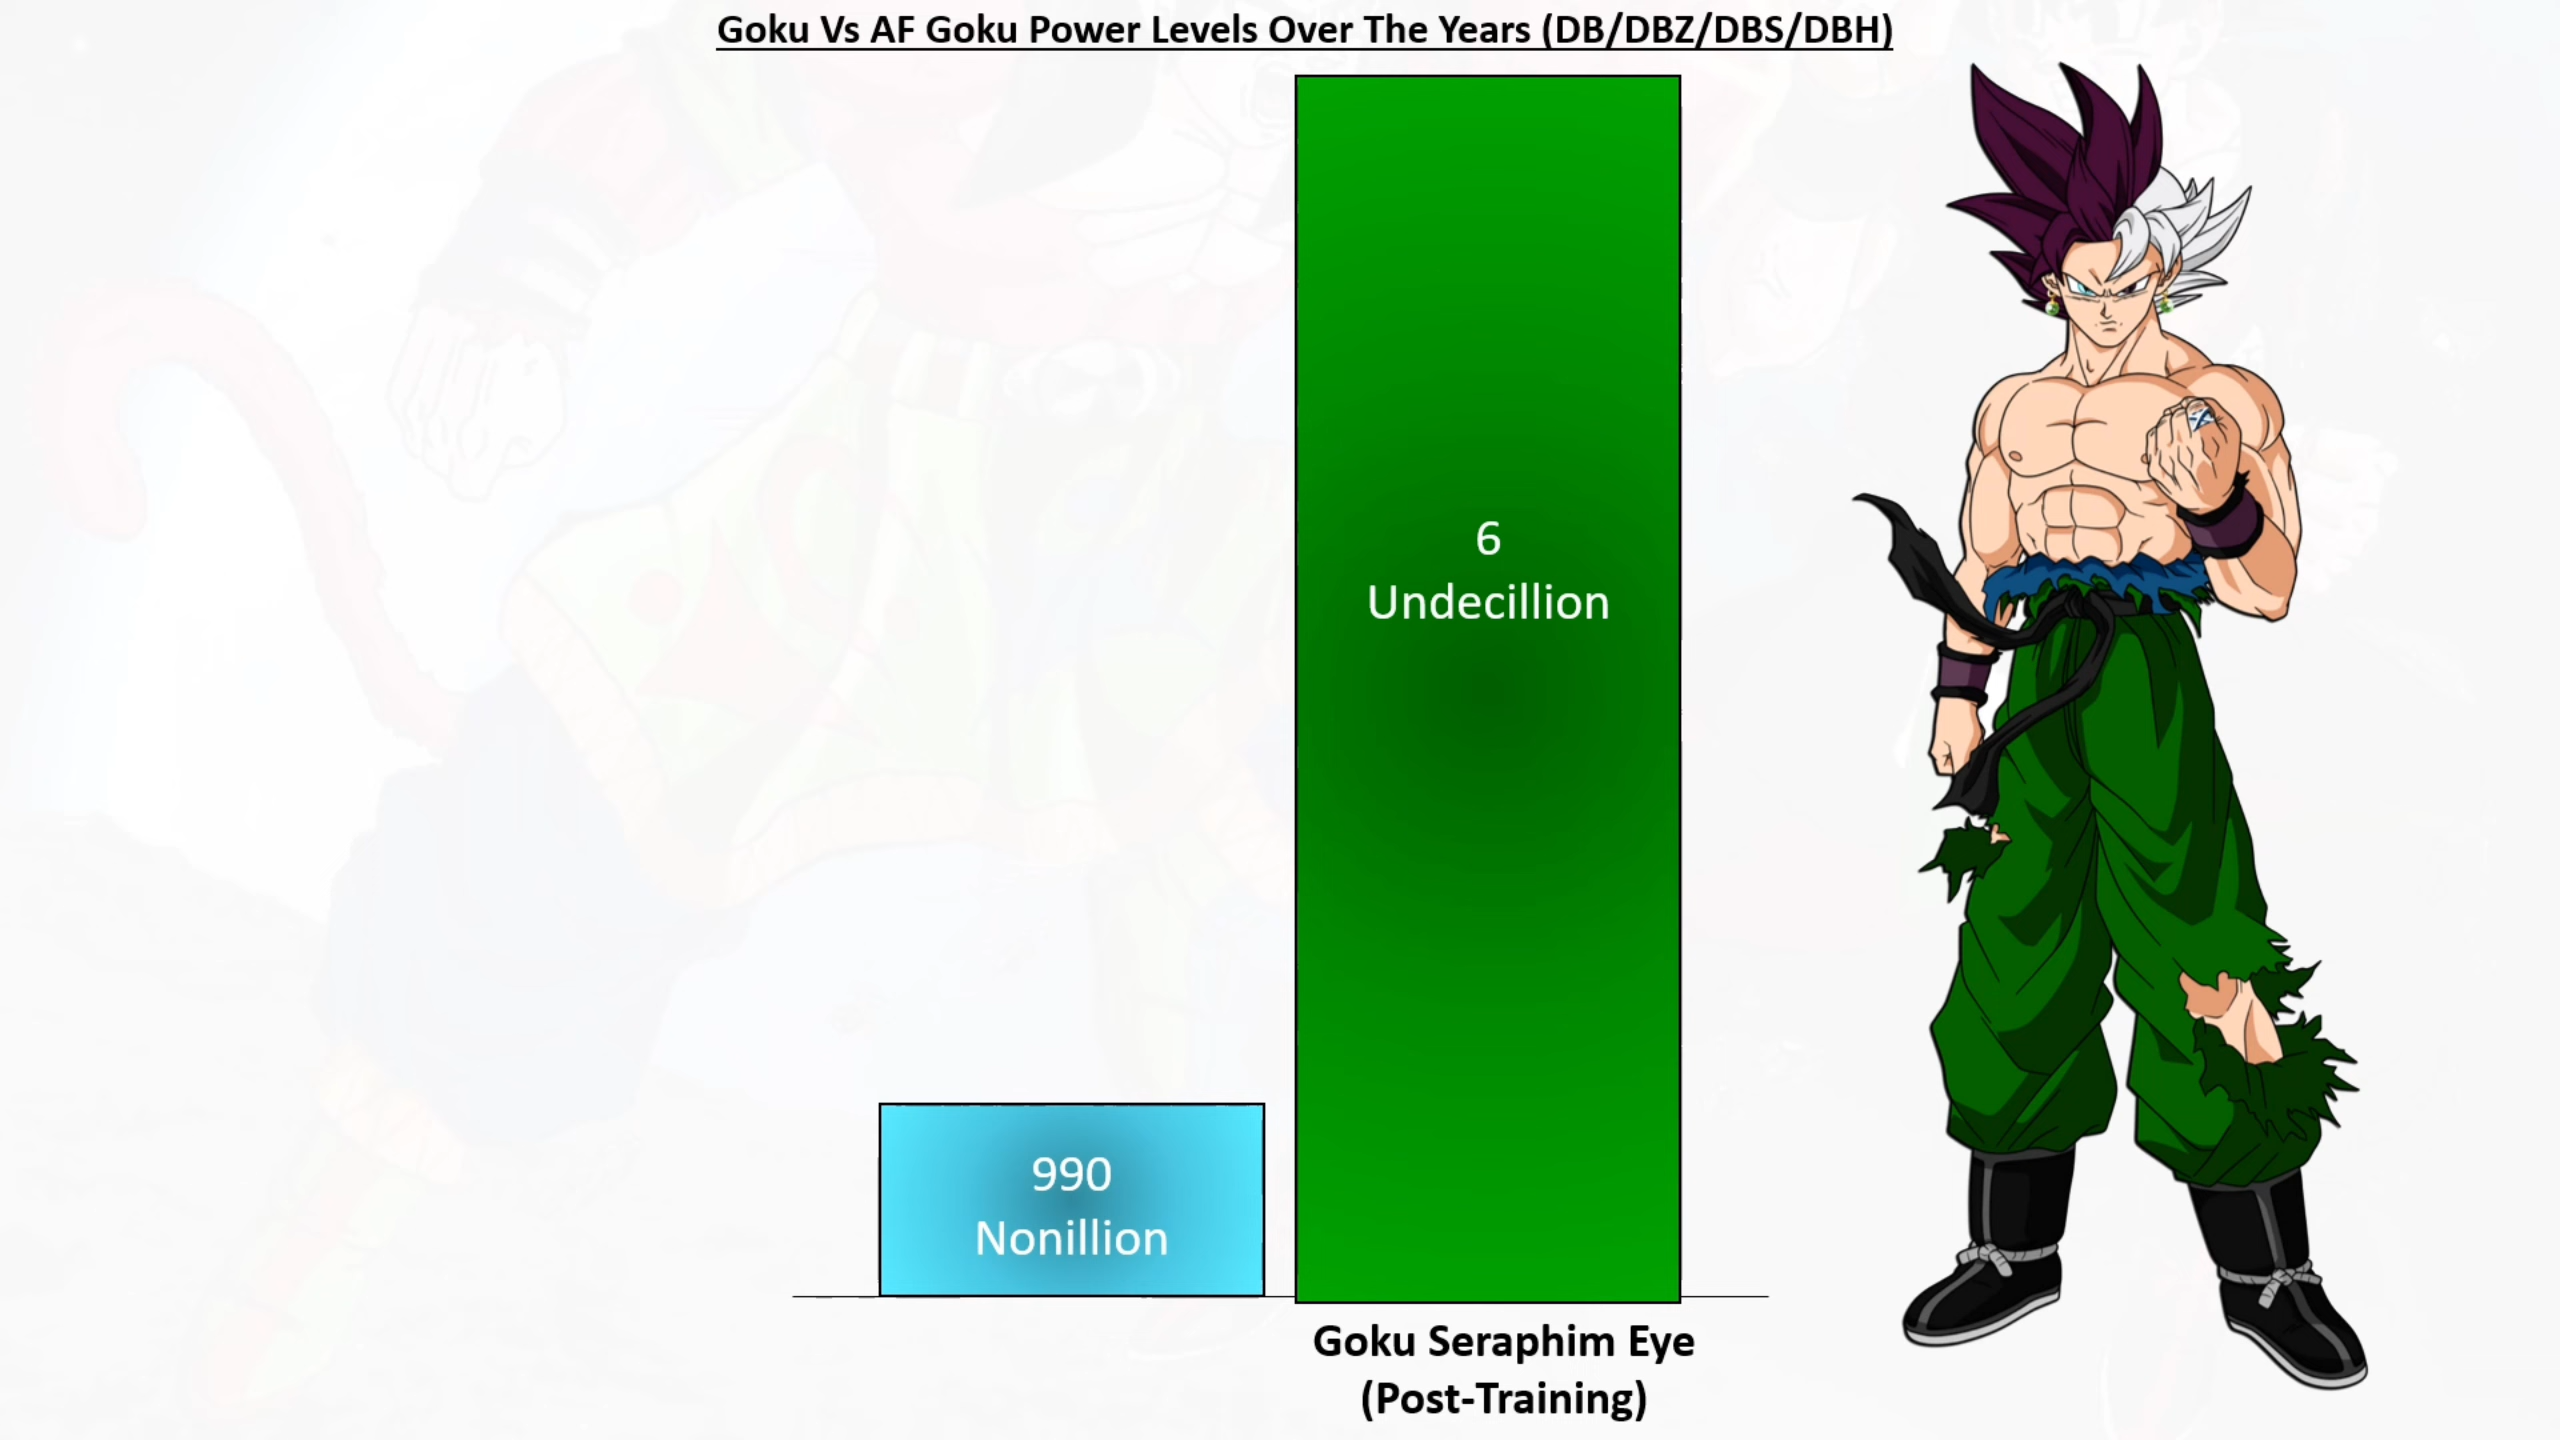 Goku Vs AF Goku Power Levels Over The Years (DB/DBZ/DBS/DBH)
6
Undecillion
990
Nonillion
Goku Seraphim Eye
(Post-Training)